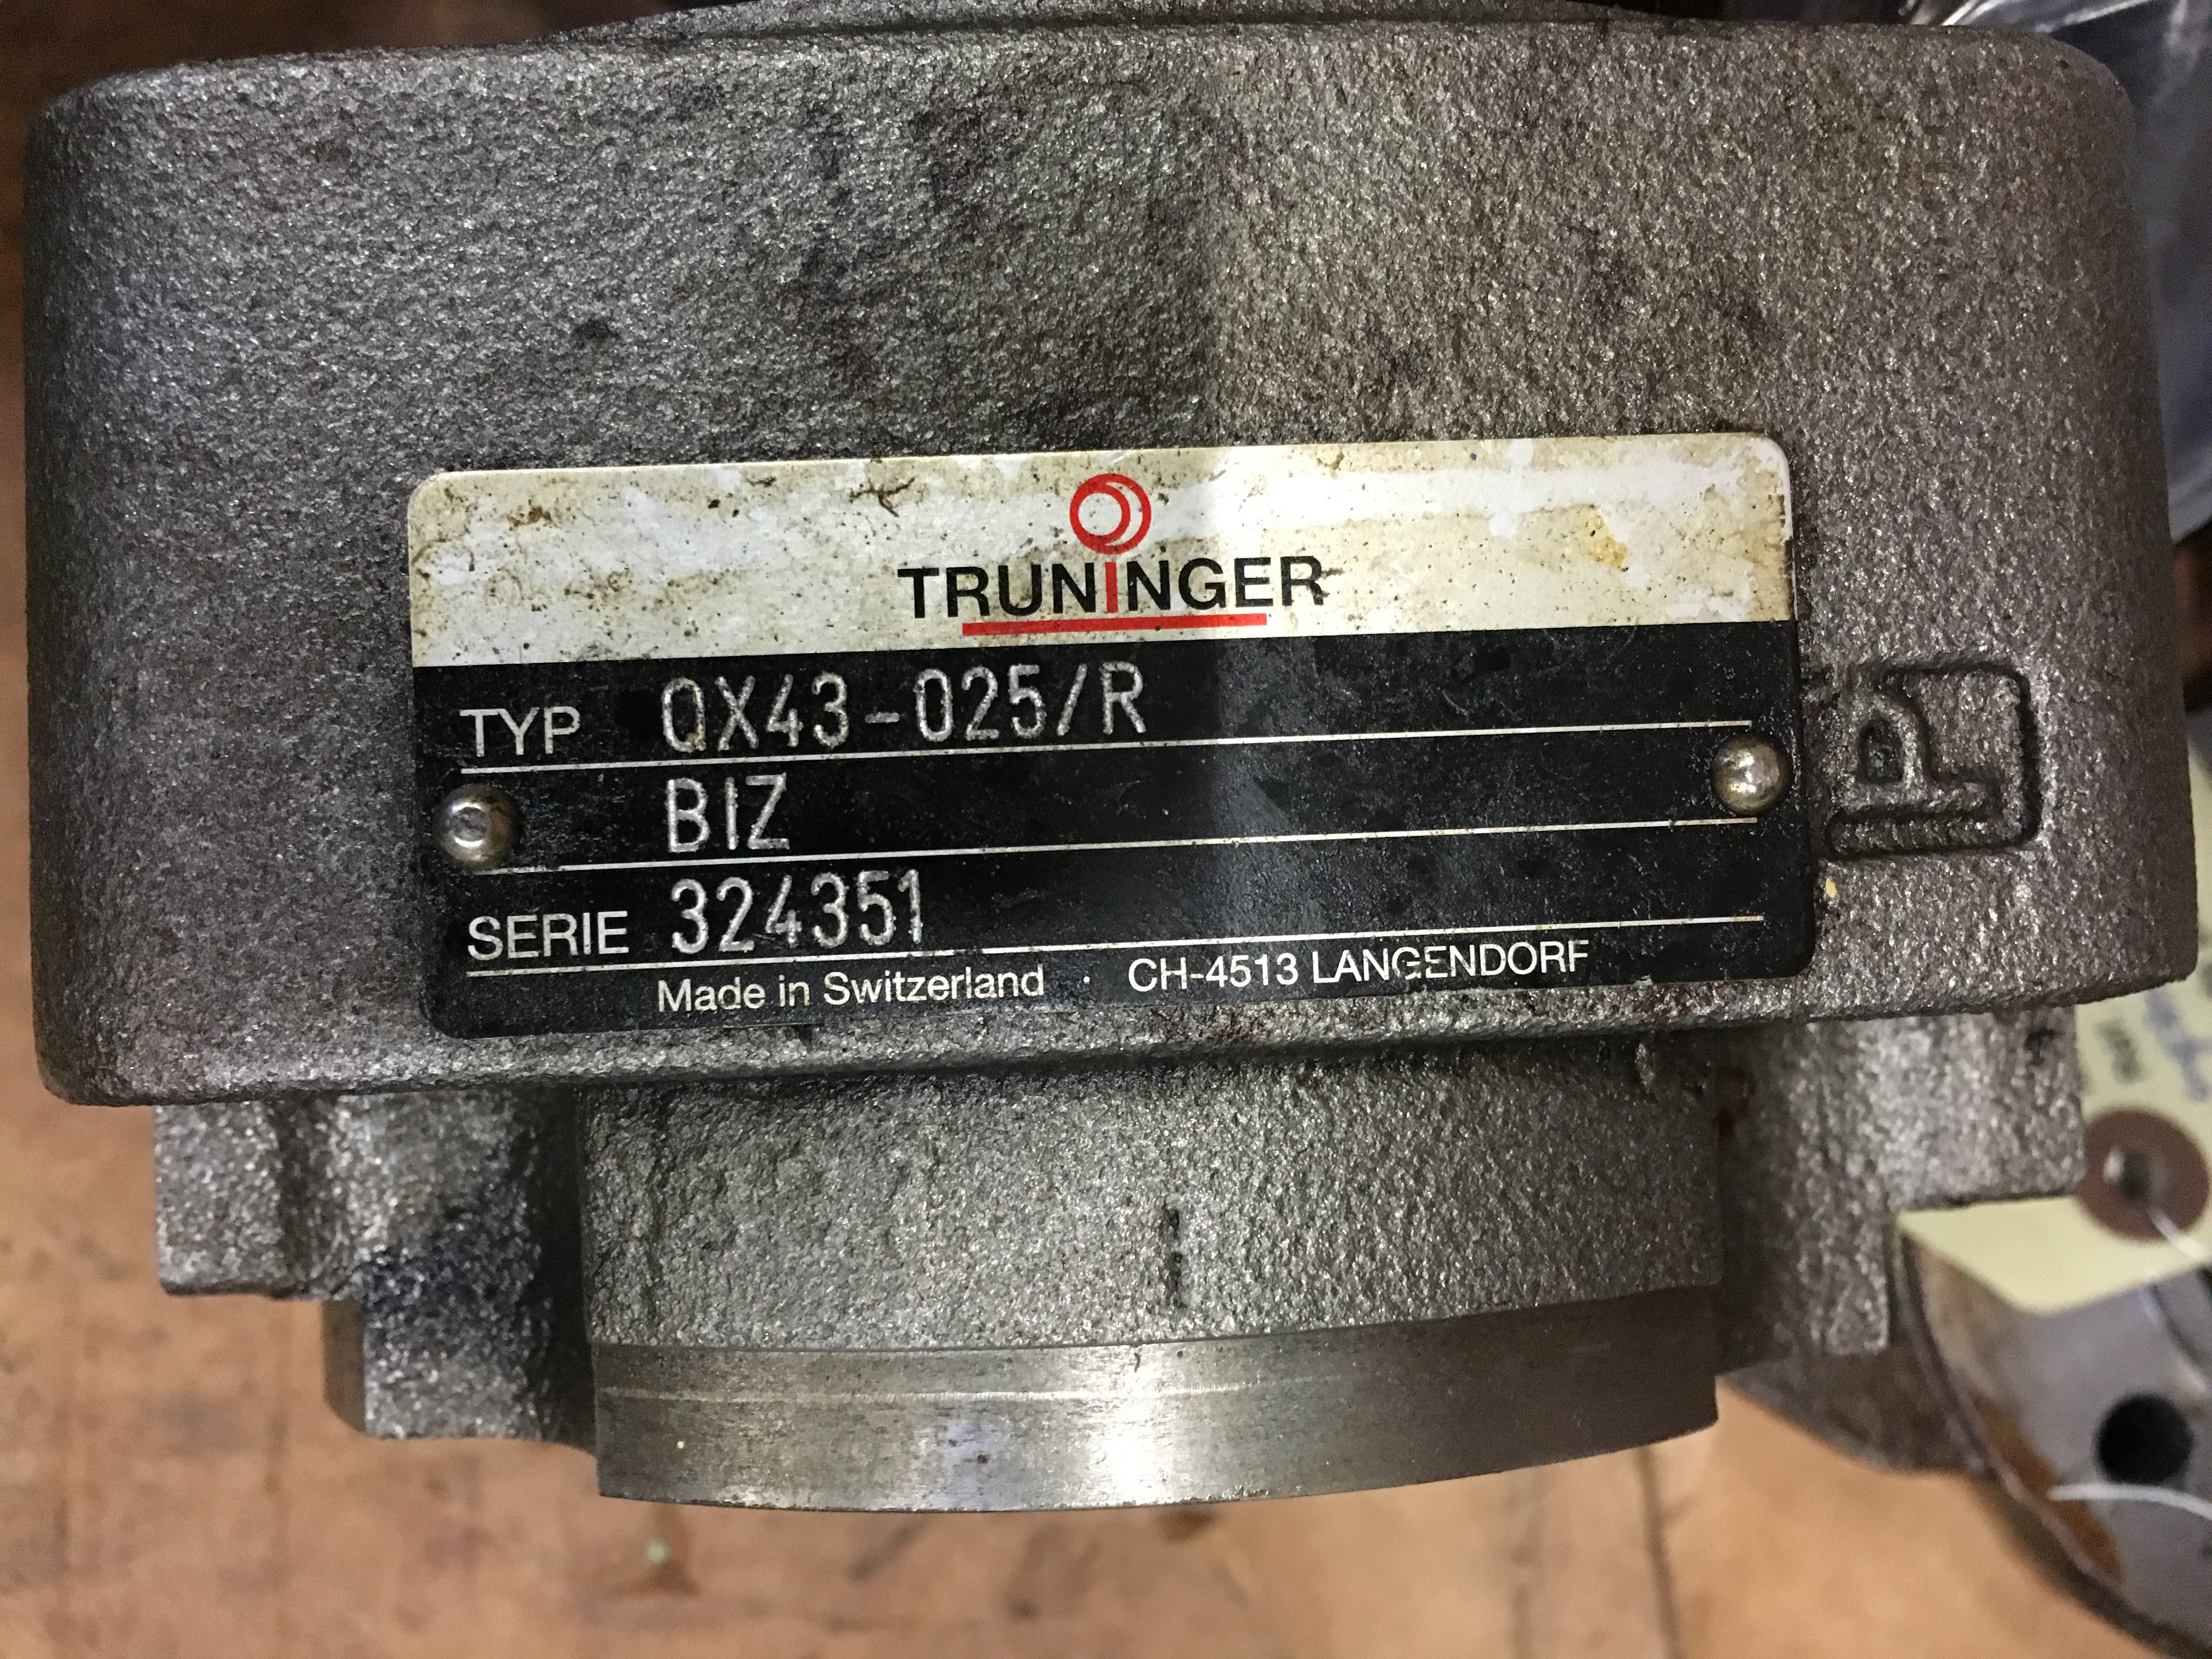 TRUNINGER
TYP QX43-025/R
BIZ
SERIE 324351
Made in Switzerland · CH-4513 LANGENDORF
P